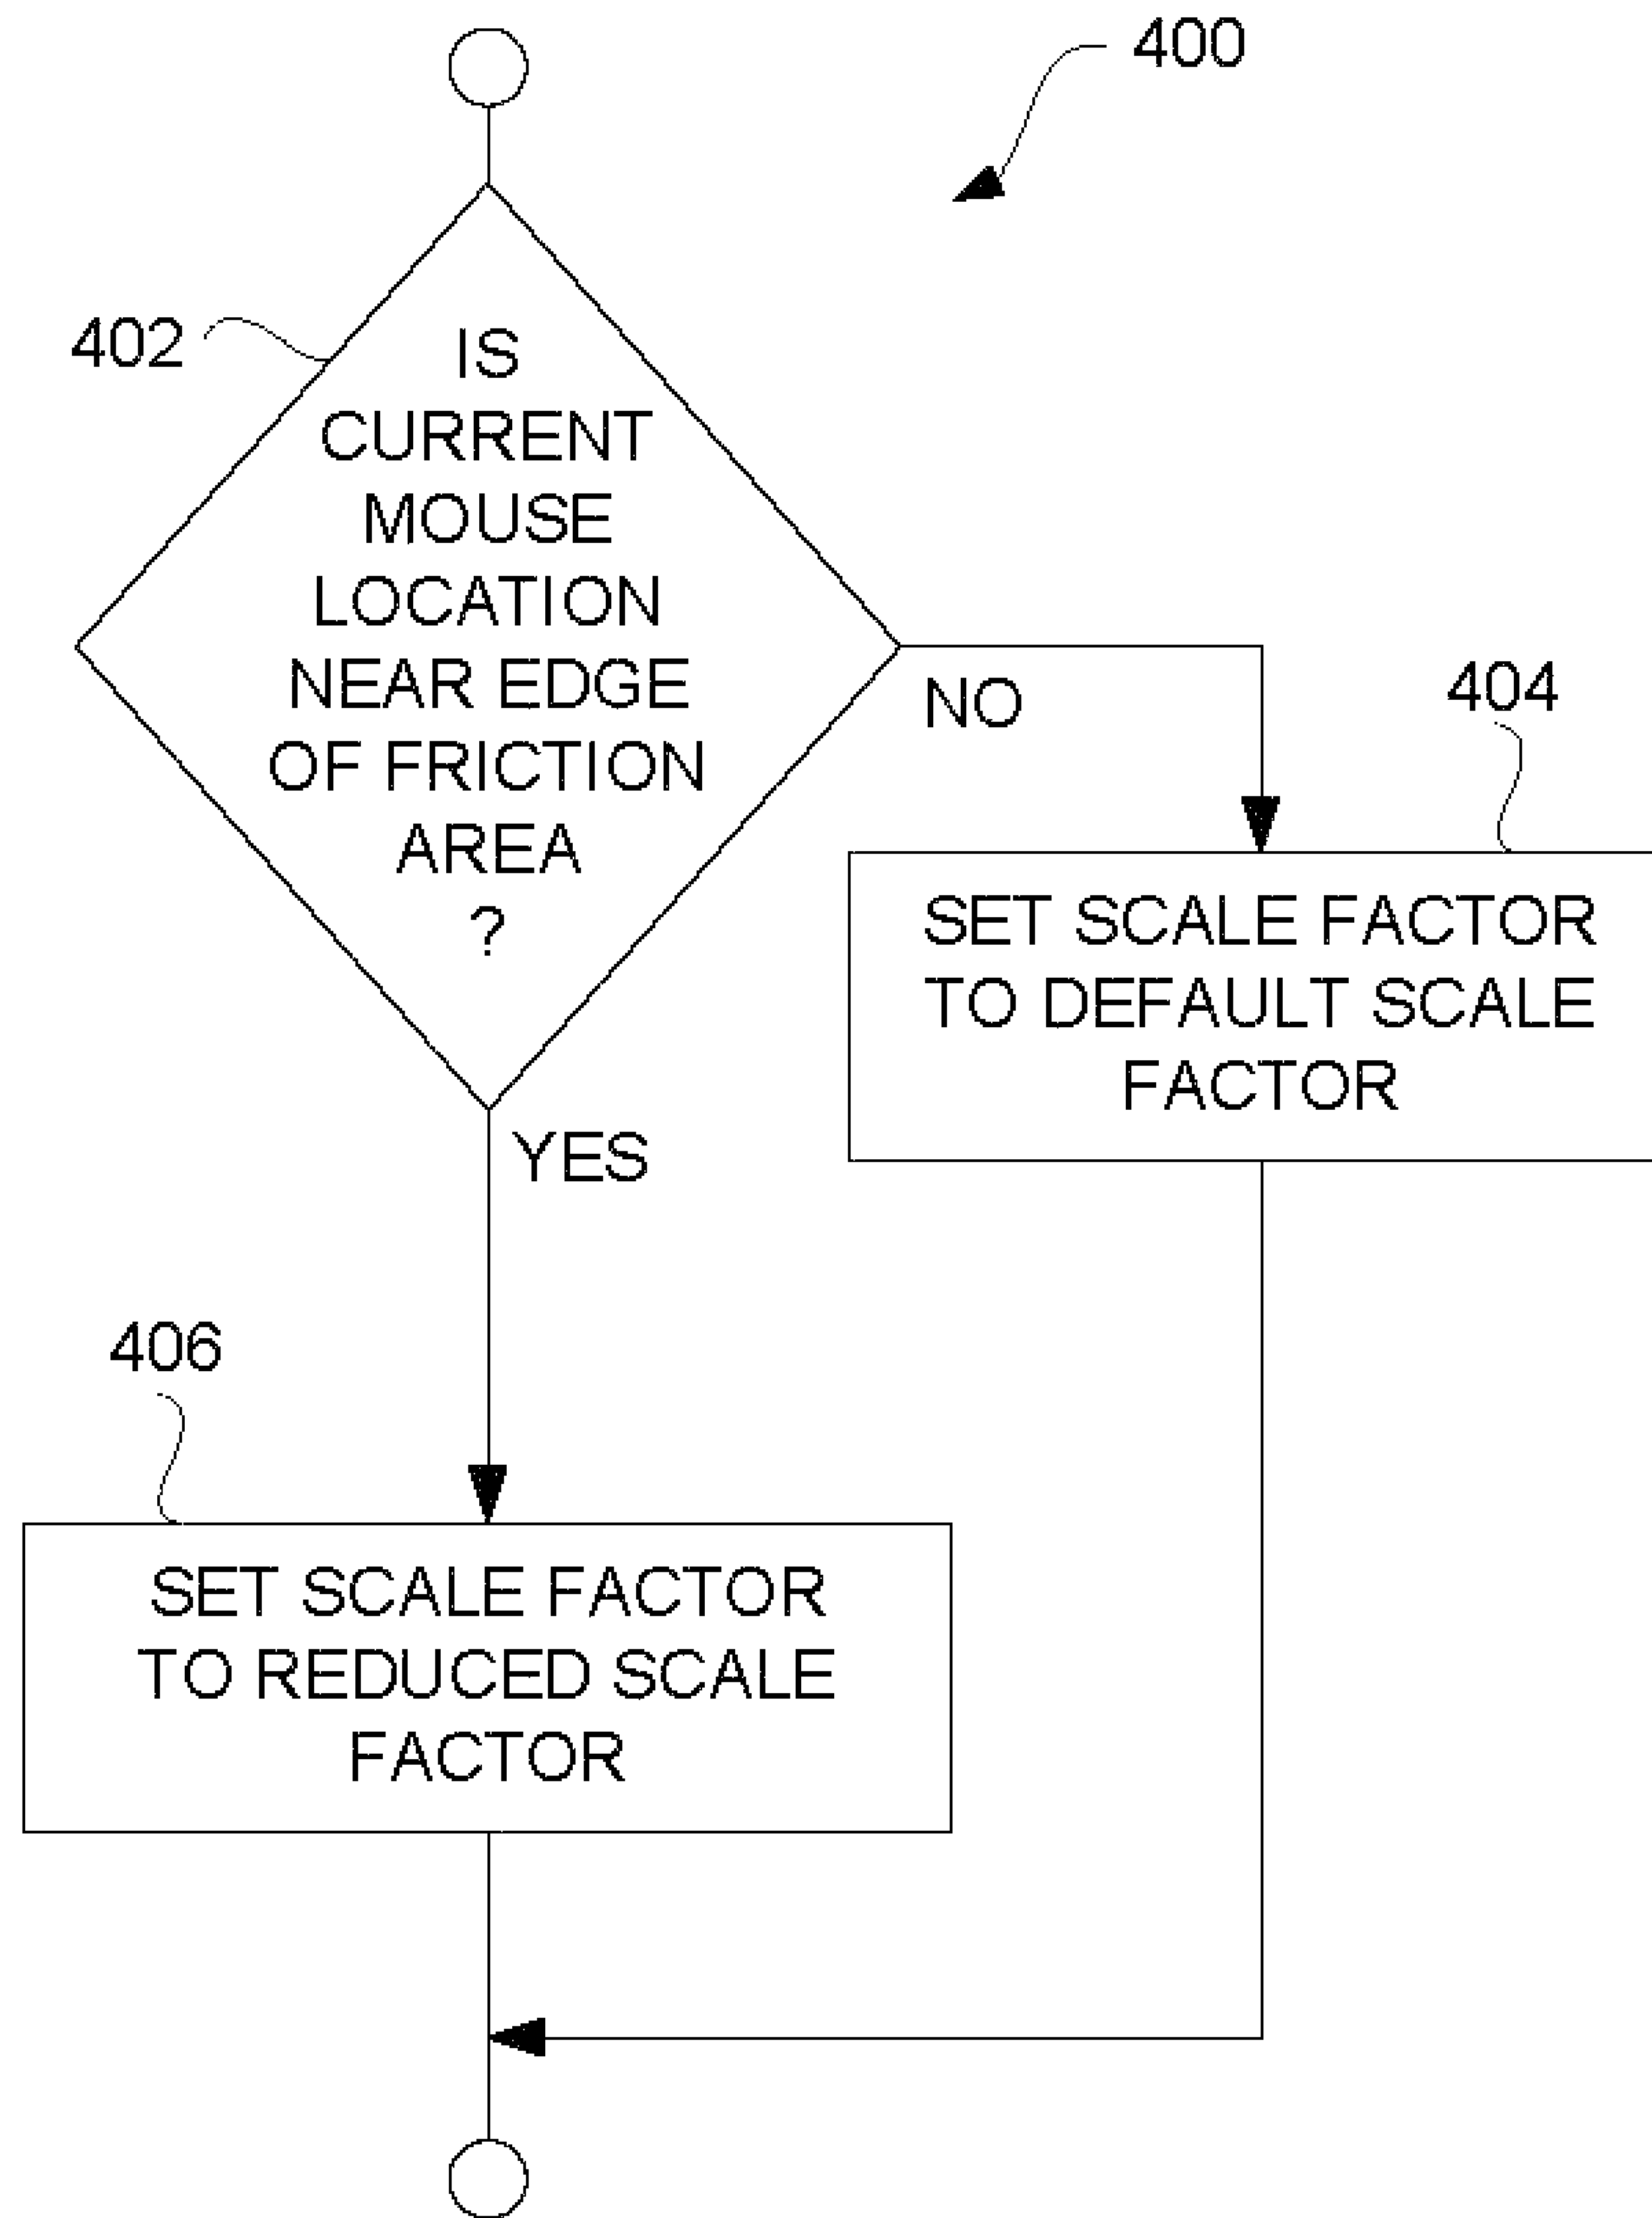 400
402
IS
CURRENT
MOUSE
LOCATION
NEAR EDGE
OF FRICTION
AREA
?
NO
404
SET SCALE FACTOR
TO DEFAULT SCALE
FACTOR
YES
406
SET SCALE FACTOR
TO REDUCED SCALE
FACTOR